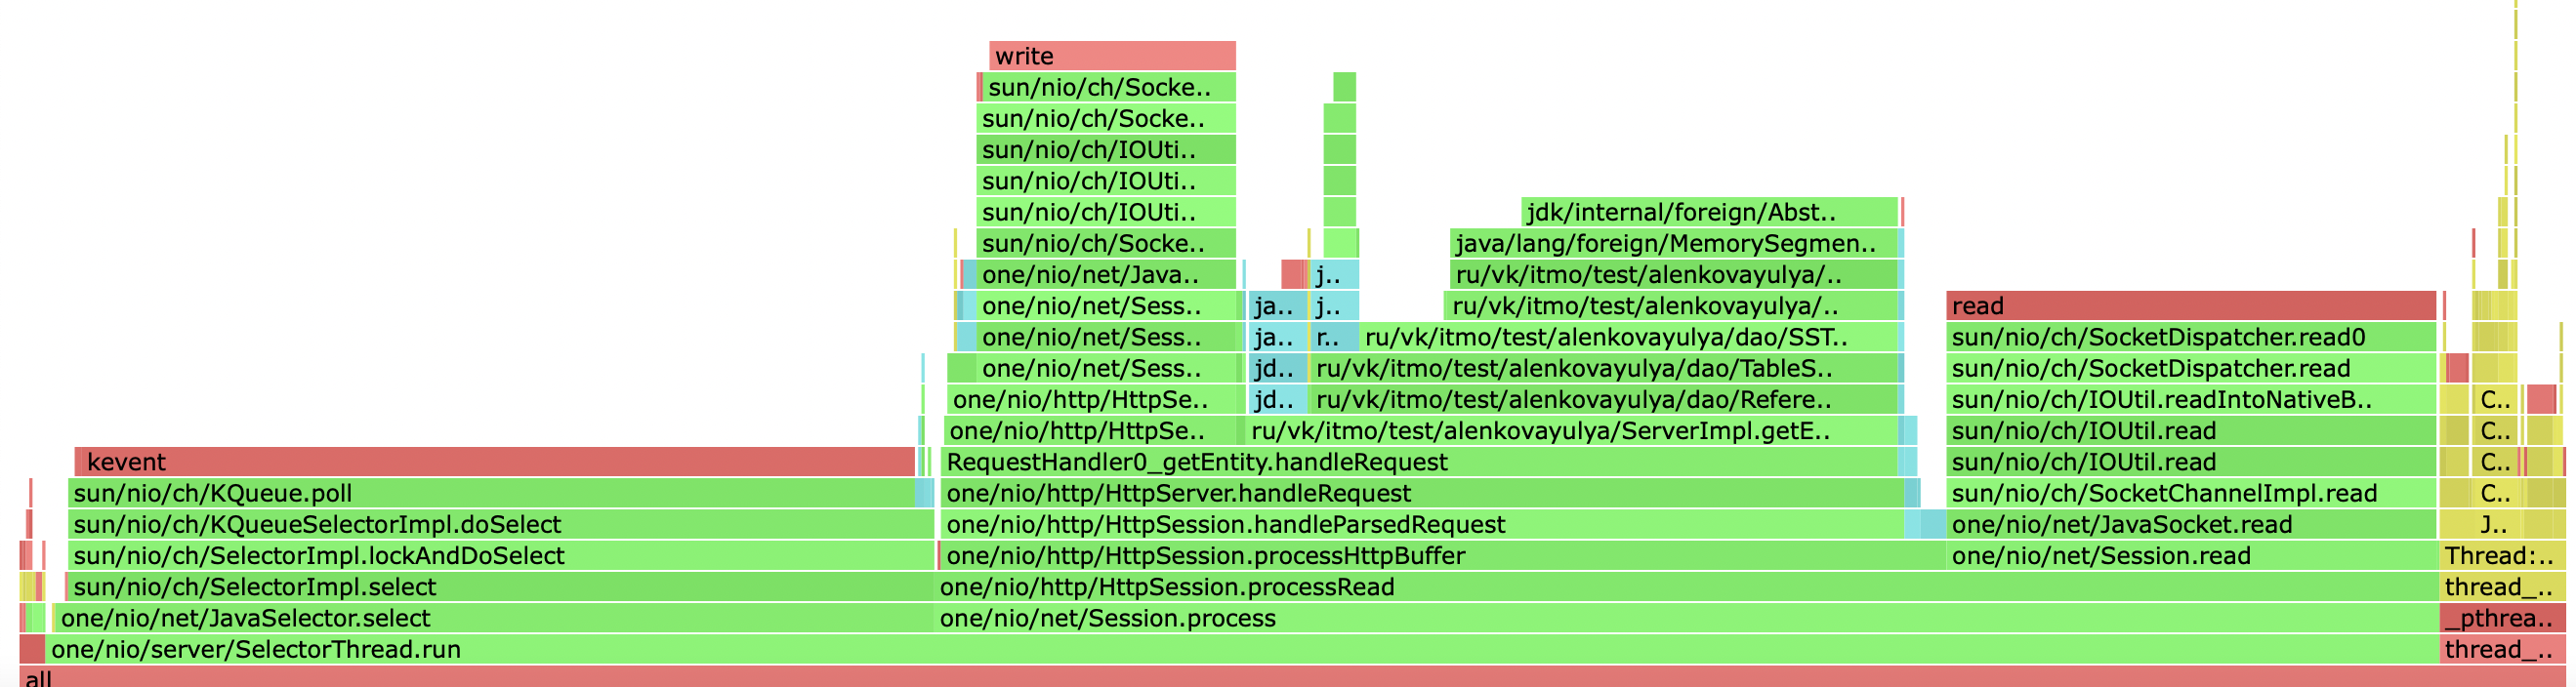 write
sun/nio/ch/Socke..
sun/nio/ch/Socke..
sun/nio/ch/IOUti..
sun/nio/ch/IOUti..
sun/nio/ch/IOUti.. jdk/internal/foreign/Abst..
sun/nio/ch/Socke.. java/lang/foreign/MemorySegmen..
one/nio/net/Java.. j.. ru/vk/itmo/test/alenkovayulya/..
one/nio/net/Sess.. ja.. j.. ru/vk/itmo/test/alenkovayulya/.. read
one/nio/net/Sess.. ja.. r.. ru/vk/itmo/test/alenkovayulya/dao/SST.. sun/nio/ch/SocketDispatcher.read0
one/nio/net/Sess.. jd.. ru/vk/itmo/test/alenkovayulya/dao/TableS.. sun/nio/ch/SocketDispatcher.read
one/nio/http/HttpSe.. jd.. ru/vk/itmo/test/alenkovayulya/dao/Refere.. sun/nio/ch/IOUtil.readIntoNativeB.. C..
one/nio/http/HttpSe.. ru/vk/itmo/test/alenkovayulya/ServerImpl.getE.. sun/nio/ch/IOUtil.read C..
kevent RequestHandler0_getEntity.handleRequest sun/nio/ch/IOUtil.read C..
sun/nio/ch/KQueue.poll one/nio/http/HttpServer.handleRequest sun/nio/ch/SocketChannelImpl.read C..
sun/nio/ch/KQueueSelectorImpl.doSelect one/nio/http/HttpSession.handleParsedRequest one/nio/net/JavaSocket.read J..
sun/nio/ch/SelectorImpl.lockAndDoSelect one/nio/http/HttpSession.processHttpBuffer one/nio/net/Session.read Thread:..
sun/nio/ch/SelectorImpl.select one/nio/http/HttpSession.processRead thread_..
one/nio/net/JavaSelector.select one/nio/net/Session.process _pthrea..
one/nio/server/SelectorThread.run thread_..
all